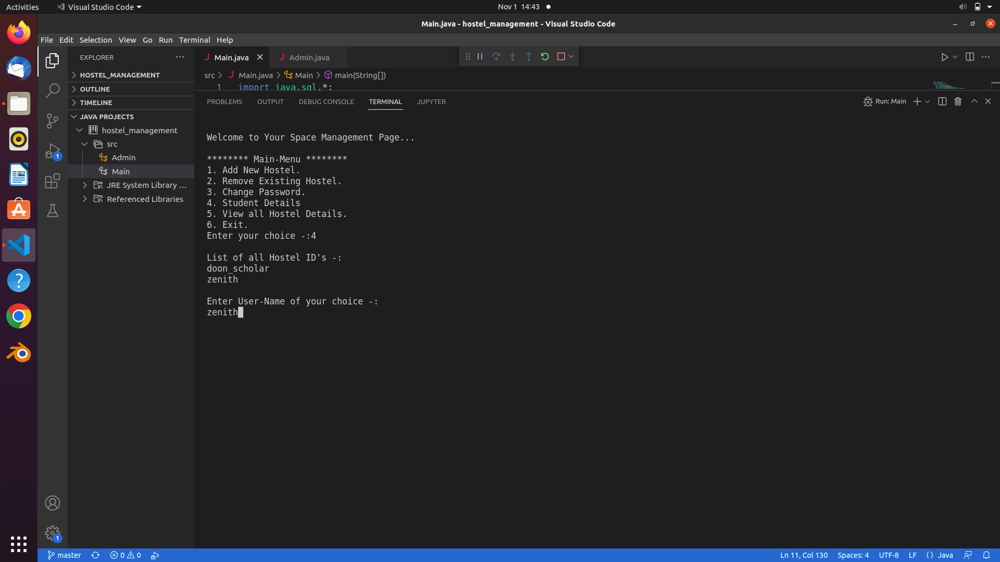 Activities
Visual Studio Code
Nov 1 14:43
Main.java - hostel_management - Visual Studio Code
File Edit Selection View Go Run Terminal Help
EXPLORER
HOSTEL_MANAGEMENT
OUTLINE
TIMELINE
JAVA PROJECTS
hostel_management
src
Admin
Main
JRE System Library ...
Referenced Libraries
1
1
Main.java
Admin.java
src > Main.java > Main > main(String[])
1 import java.sql.*;
PROBLEMS OUTPUT DEBUG CONSOLE TERMINAL JUPYTER
Run: Main
Welcome to Your Space Management Page...
******** Main-Menu ********
1. Add New Hostel.
2. Remove Existing Hostel.
3. Change Password.
4. Student Details
5. View all Hostel Details.
6. Exit.
Enter your choice -:4
List of all Hostel ID's -:
doon_scholar
zenith
Enter User-Name of your choice -:
zenith
master
0 0
Ln 11, Col 130
Spaces: 4
UTF-8
LF
{ } Java